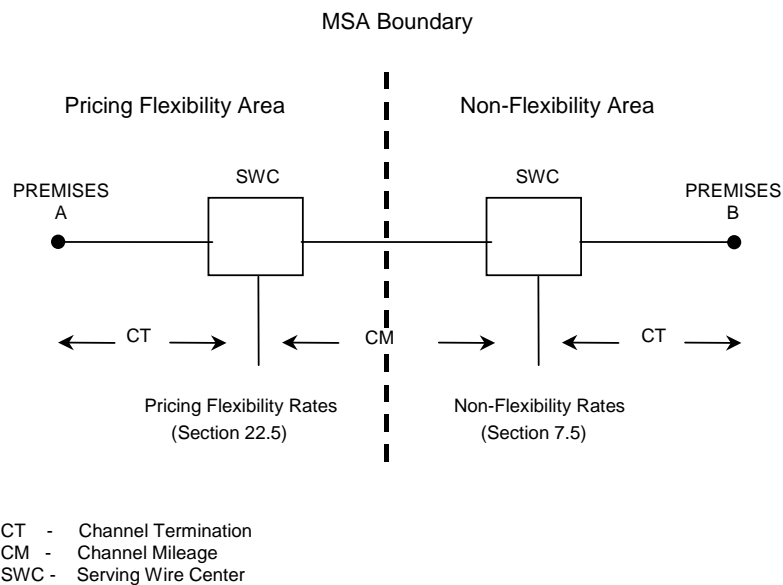 MSA Boundary
Pricing Flexibility Area
Non-Flexibility Area
SWC
SWC
PREMISES
A
PREMISES
B
CT
CM
CT
Pricing Flexibility Rates
(Section 22.5)
Non-Flexibility Rates
(Section 7.5)
CT - Channel Termination
CM - Channel Mileage
SWC - Serving Wire Center